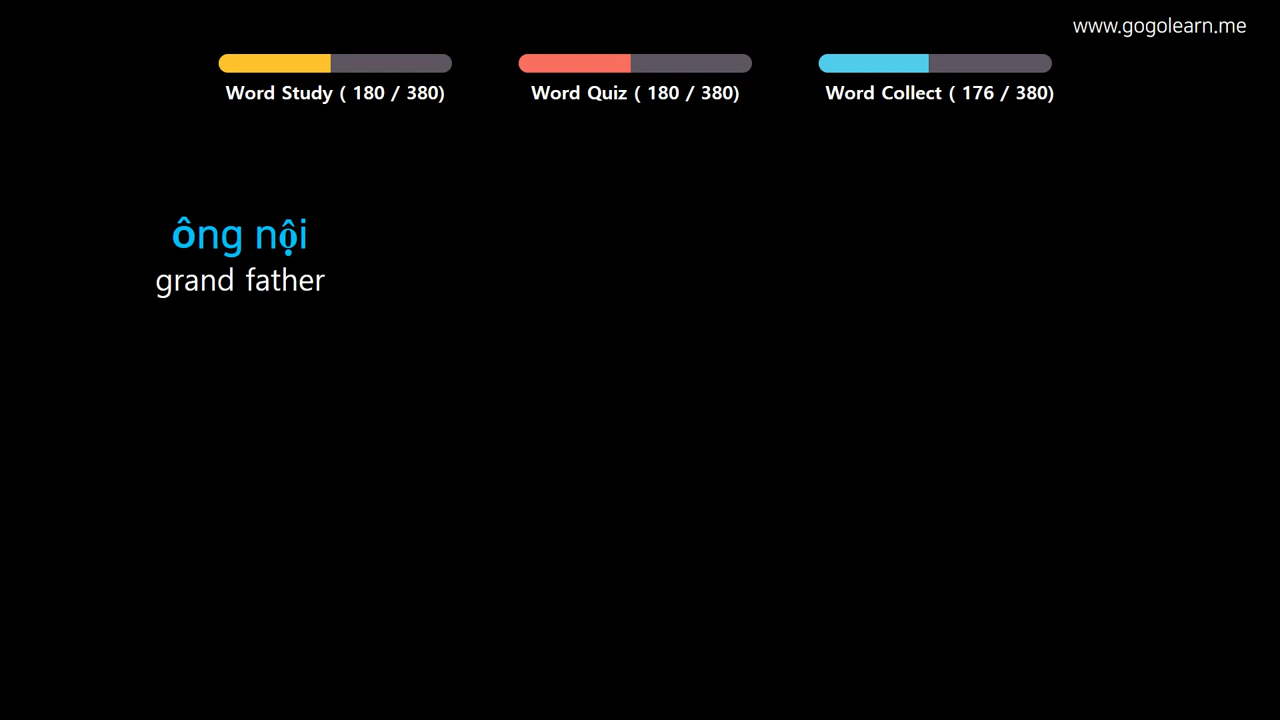 www.gogolearn.me
Word Study ( 180 / 380)
Word Quiz ( 180 / 380)
Word Collect ( 176 / 380)
ông nội
grand father